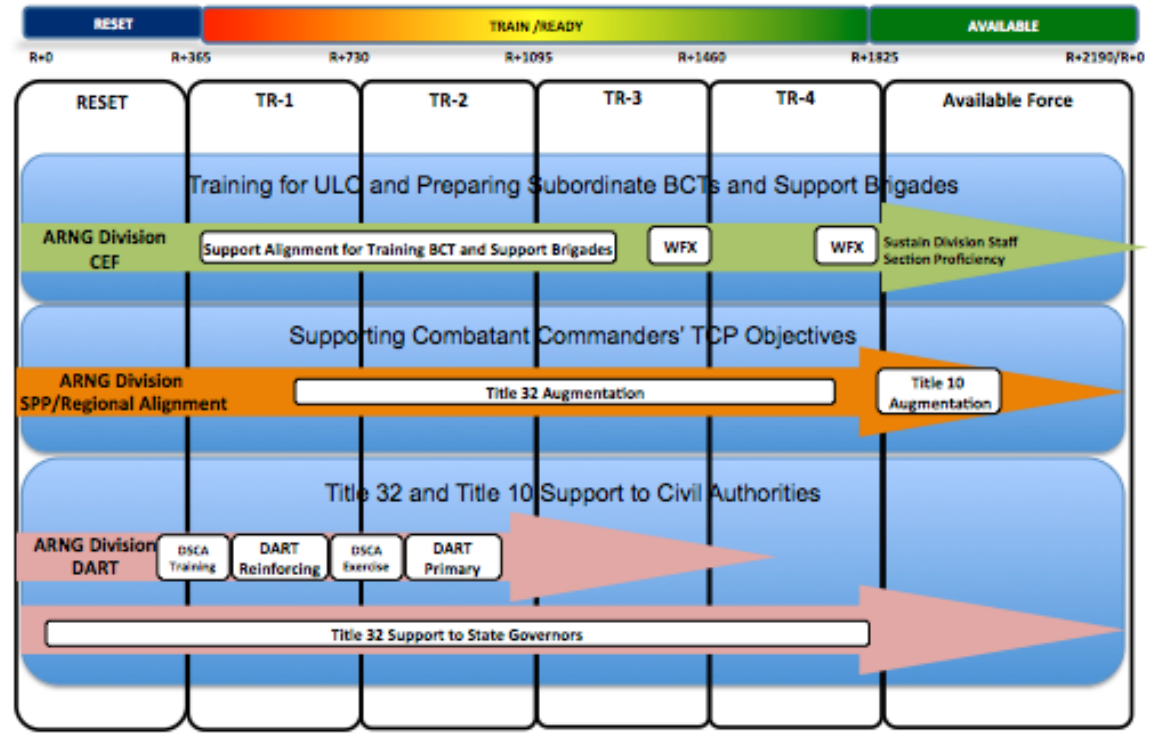 RESET
TRAIN /READY
AVAILABLE
R+0
R+365
R+730
R+1095
R+1460
R+1825
R+2190/R+0
RESET
TR-1
TR-2
TR-3
TR-4
Available Force
Training for ULO and Preparing Subordinate BCTs and Support Brigades
ARNG Division
CEF
Support Alignment for Training BCT and Support Brigades
WFX
WFX
Sustain Division Staff
Section Proficiency
Supporting Combatant Commanders' TCP Objectives
ARNG Division
SPP/Regional Alignment
Title 32 Augmentation
Title 10
Augmentation
Title 32 and Title 10 Support to Civil Authorities
ARNG Division
DART
DSCA
Training
DART
Reinforcing
DSCA
Exercise
DART
Primary
Title 32 Support to State Governors